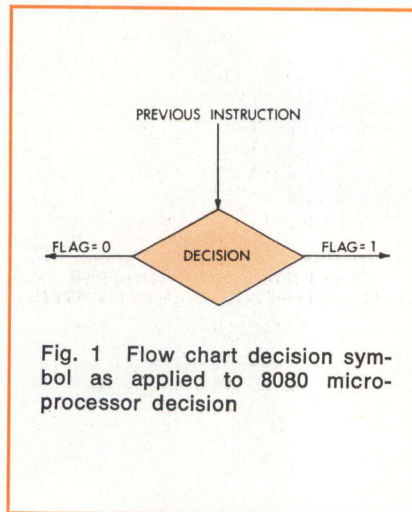 PREVIOUS INSTRUCTION
FLAG= 0
DECISION
FLAG= 1
Fig. 1 Flow chart decision sym-
bol as applied to 8080 micro-
processor decision